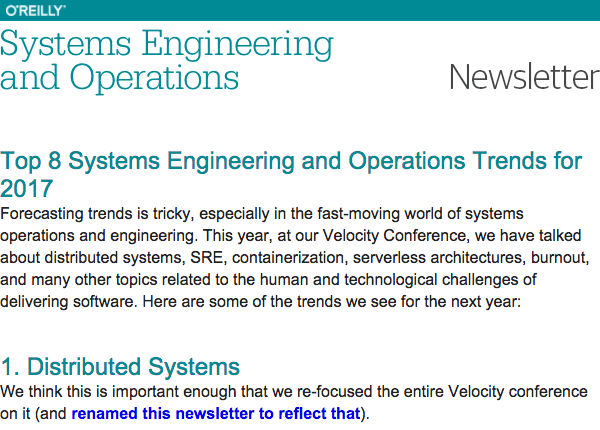 O'REILLY®
Systems Engineering
and Operations
Newsletter
Top 8 Systems Engineering and Operations Trends for
2017
Forecasting trends is tricky, especially in the fast-moving world of systems
operations and engineering. This year, at our Velocity Conference, we have talked
about distributed systems, SRE, containerization, serverless architectures, burnout,
and many other topics related to the human and technological challenges of
delivering software. Here are some of the trends we see for the next year:
1. Distributed Systems
We think this is important enough that we re-focused the entire Velocity conference
on it (and renamed this newsletter to reflect that).